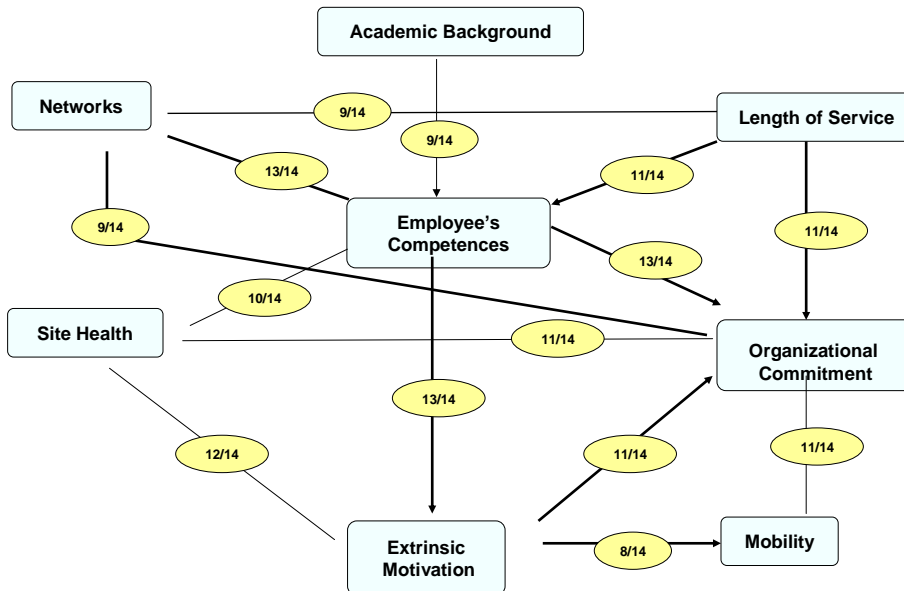 Academic Background
Networks
9/14
Length of Service
9/14
13/14
11/14
Employee's
Competences
9/14
11/14
13/14
10/14
Site Health
11/14
Organizational
Commitment
13/14
12/14
11/14
11/14
Extrinsic
Motivation
8/14
Mobility